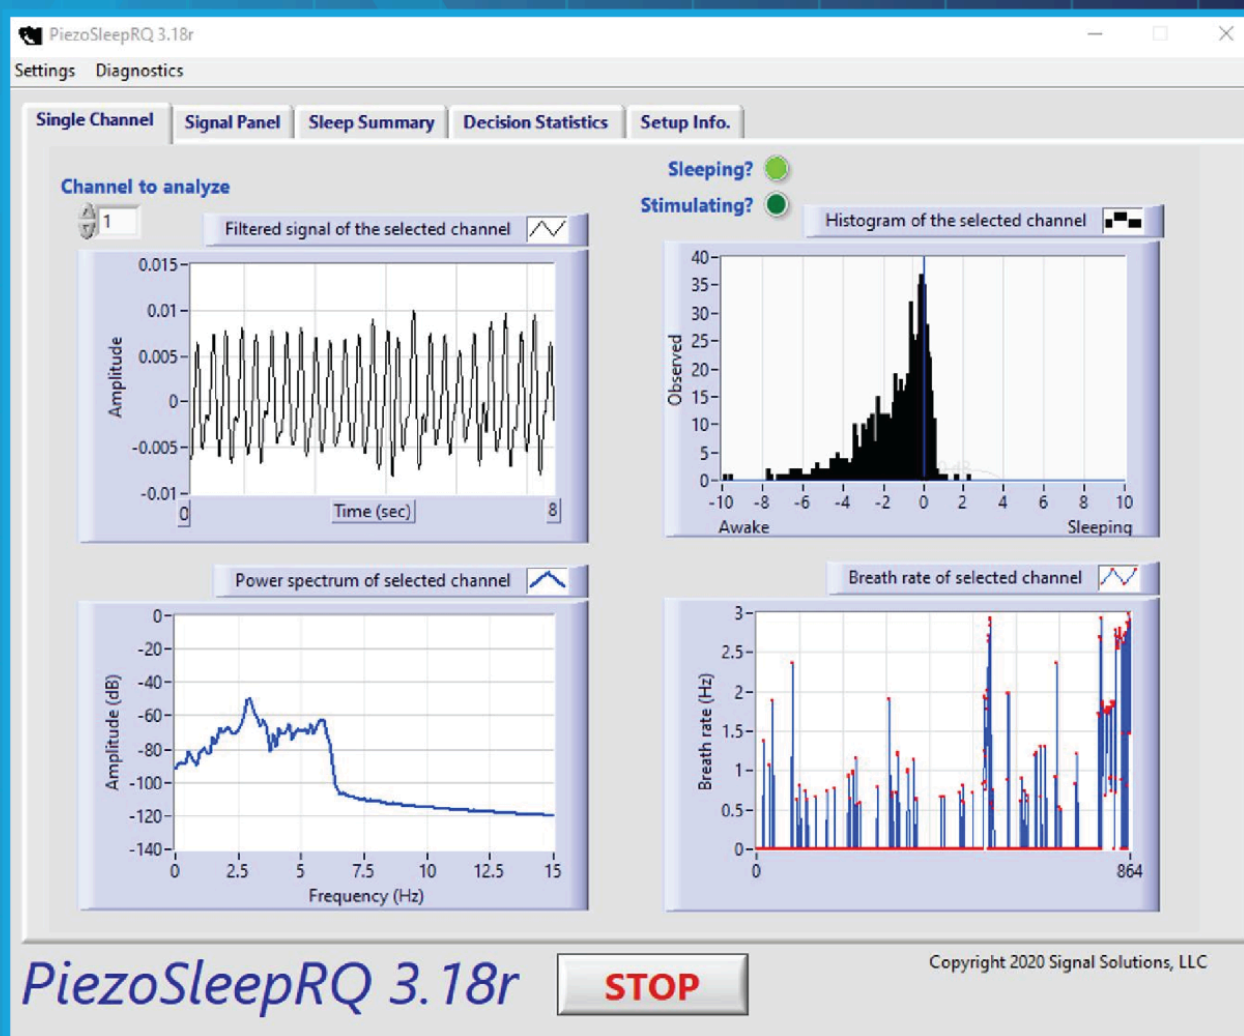 PiezoSleepRQ 3.18r
Settings Diagnostics
Single Channel Signal Panel Sleep Summary Decision Statistics Setup Info.
Channel to analyze
1
Sleeping?
Stimulating?
Filtered signal of the selected channel
Amplitude
0.015
0.01
0.005
0
-0.005
-0.01
0 Time (sec) 8
Histogram of the selected channel
Observed
40
35
30
25
20
15
10
5
0
-10 -8 -6 -4 -2 0 2 4 6 8 10
Awake Sleeping
Power spectrum of selected channel
Amplitude (dB)
0
-20
-40
-60
-80
-100
-120
-140
0 2.5 5 7.5 10 12.5 15
Frequency (Hz)
Breath rate of selected channel
Breath rate (Hz)
3
2.5
2
1.5
1
0.5
0
0 864
PiezoSleepRQ 3.18r
STOP
Copyright 2020 Signal Solutions, LLC